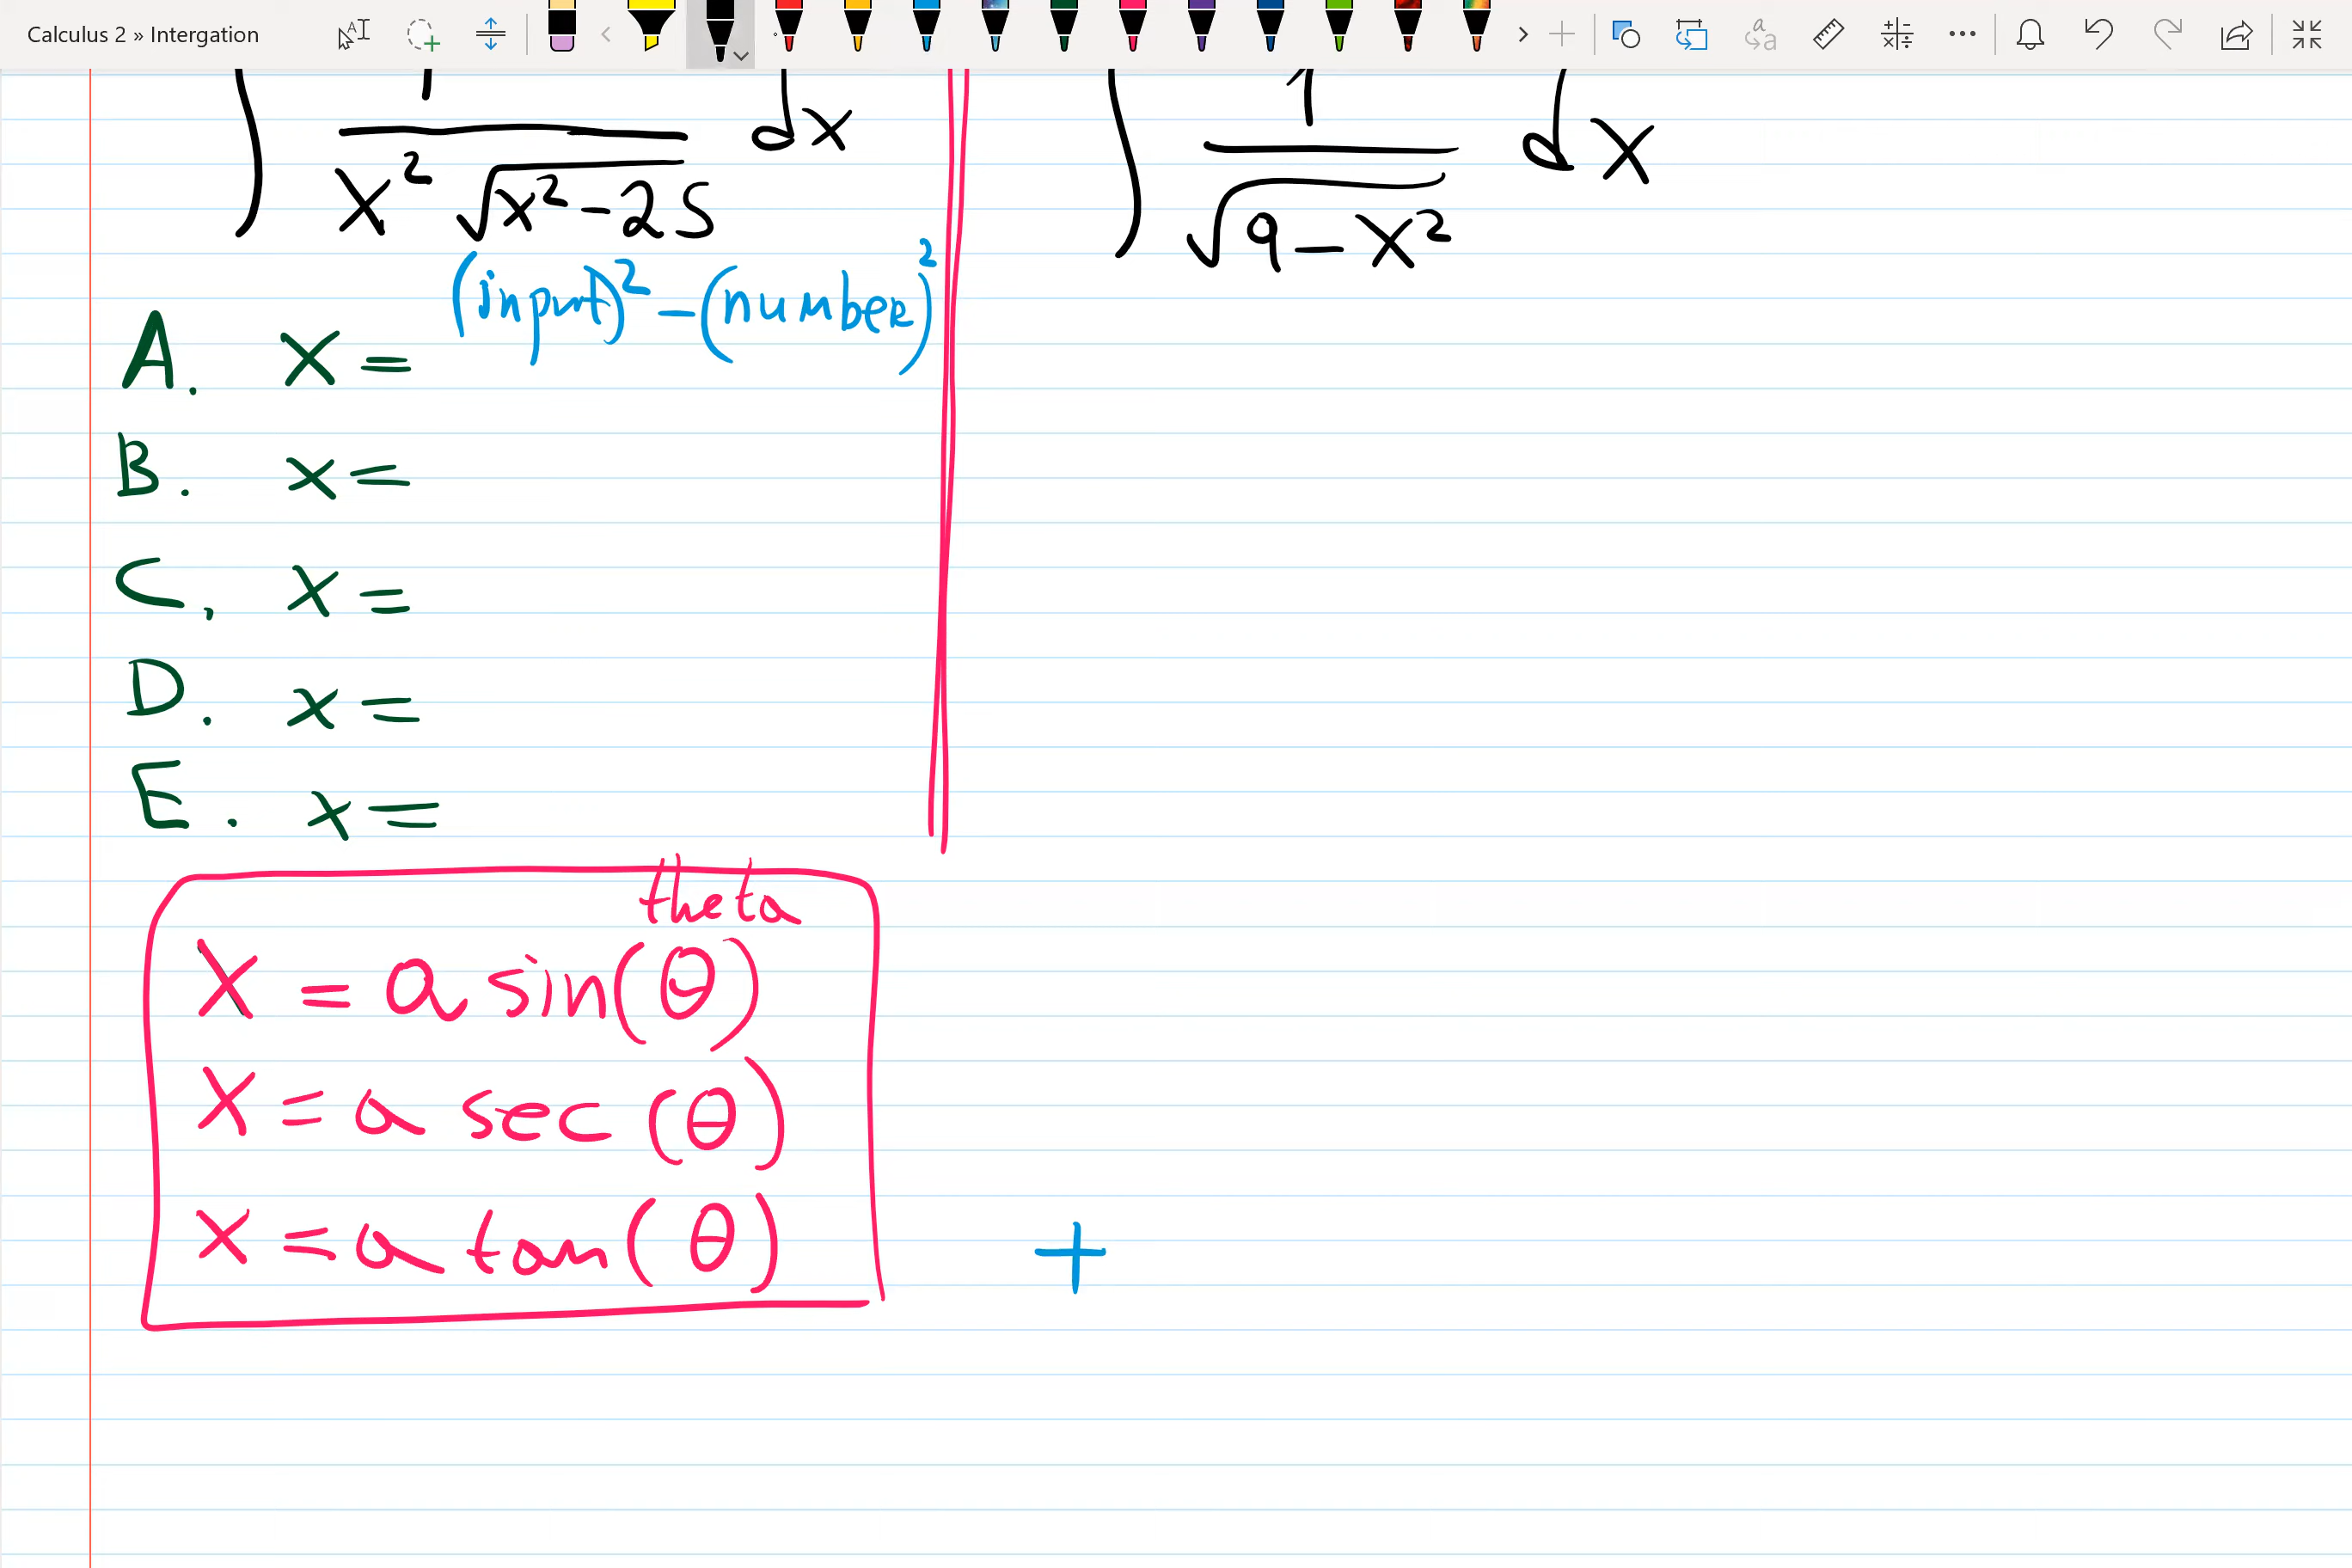 Calculus 2 » Intergation
∫ 1 / (x² √(x²-25)) dx
(input)² - (number)²
A. x =
B. x =
C. x =
D. x =
E. x =
∫ 1 / √(9-x²) dx
theta
x = a sin(θ)
x = a sec(θ)
x = a tan(θ)
+